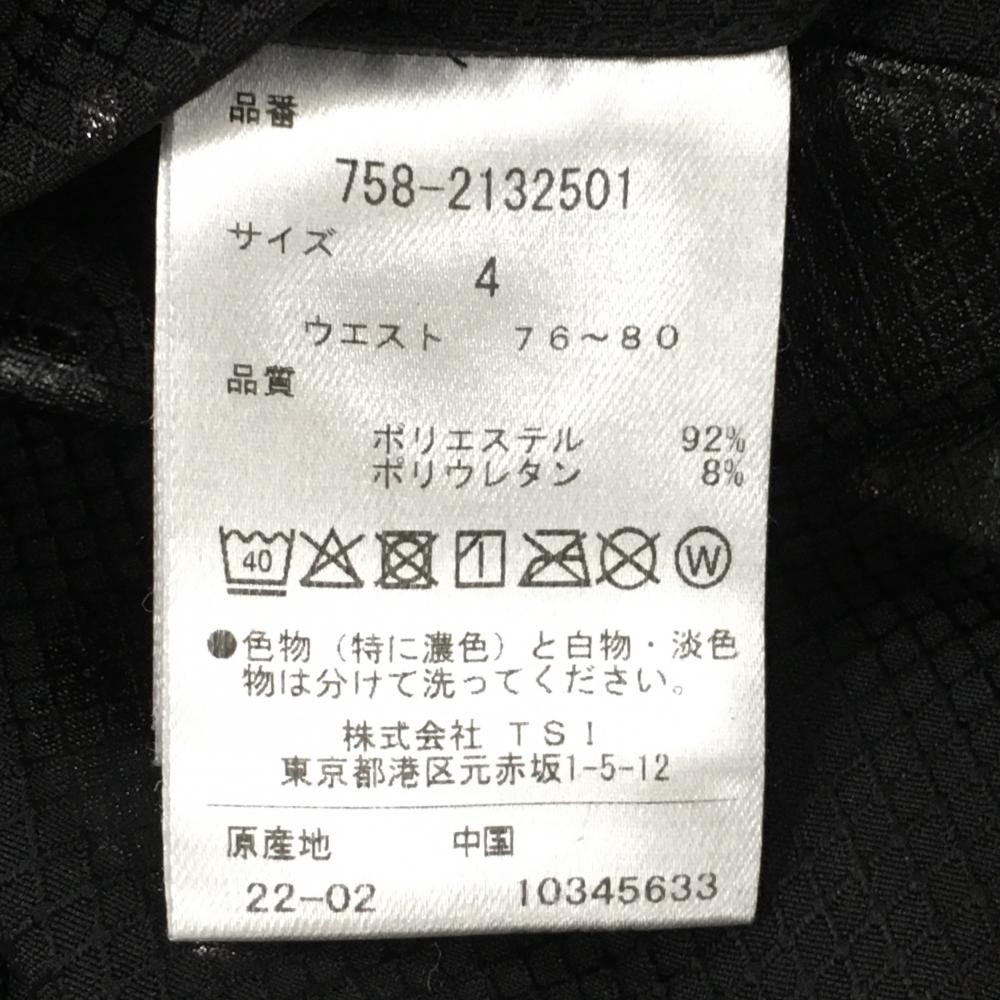 品番
758-2132501
サイズ
4
ウエスト 76~80
品質
ポリエステル 92%
ポリウレタン 8%
40 W
●色物(特に濃色)と白物・淡色
物は分けて洗ってください。
株式会社 TSI
東京都港区元赤坂1-5-12
原産地 中国
22-02 10345633